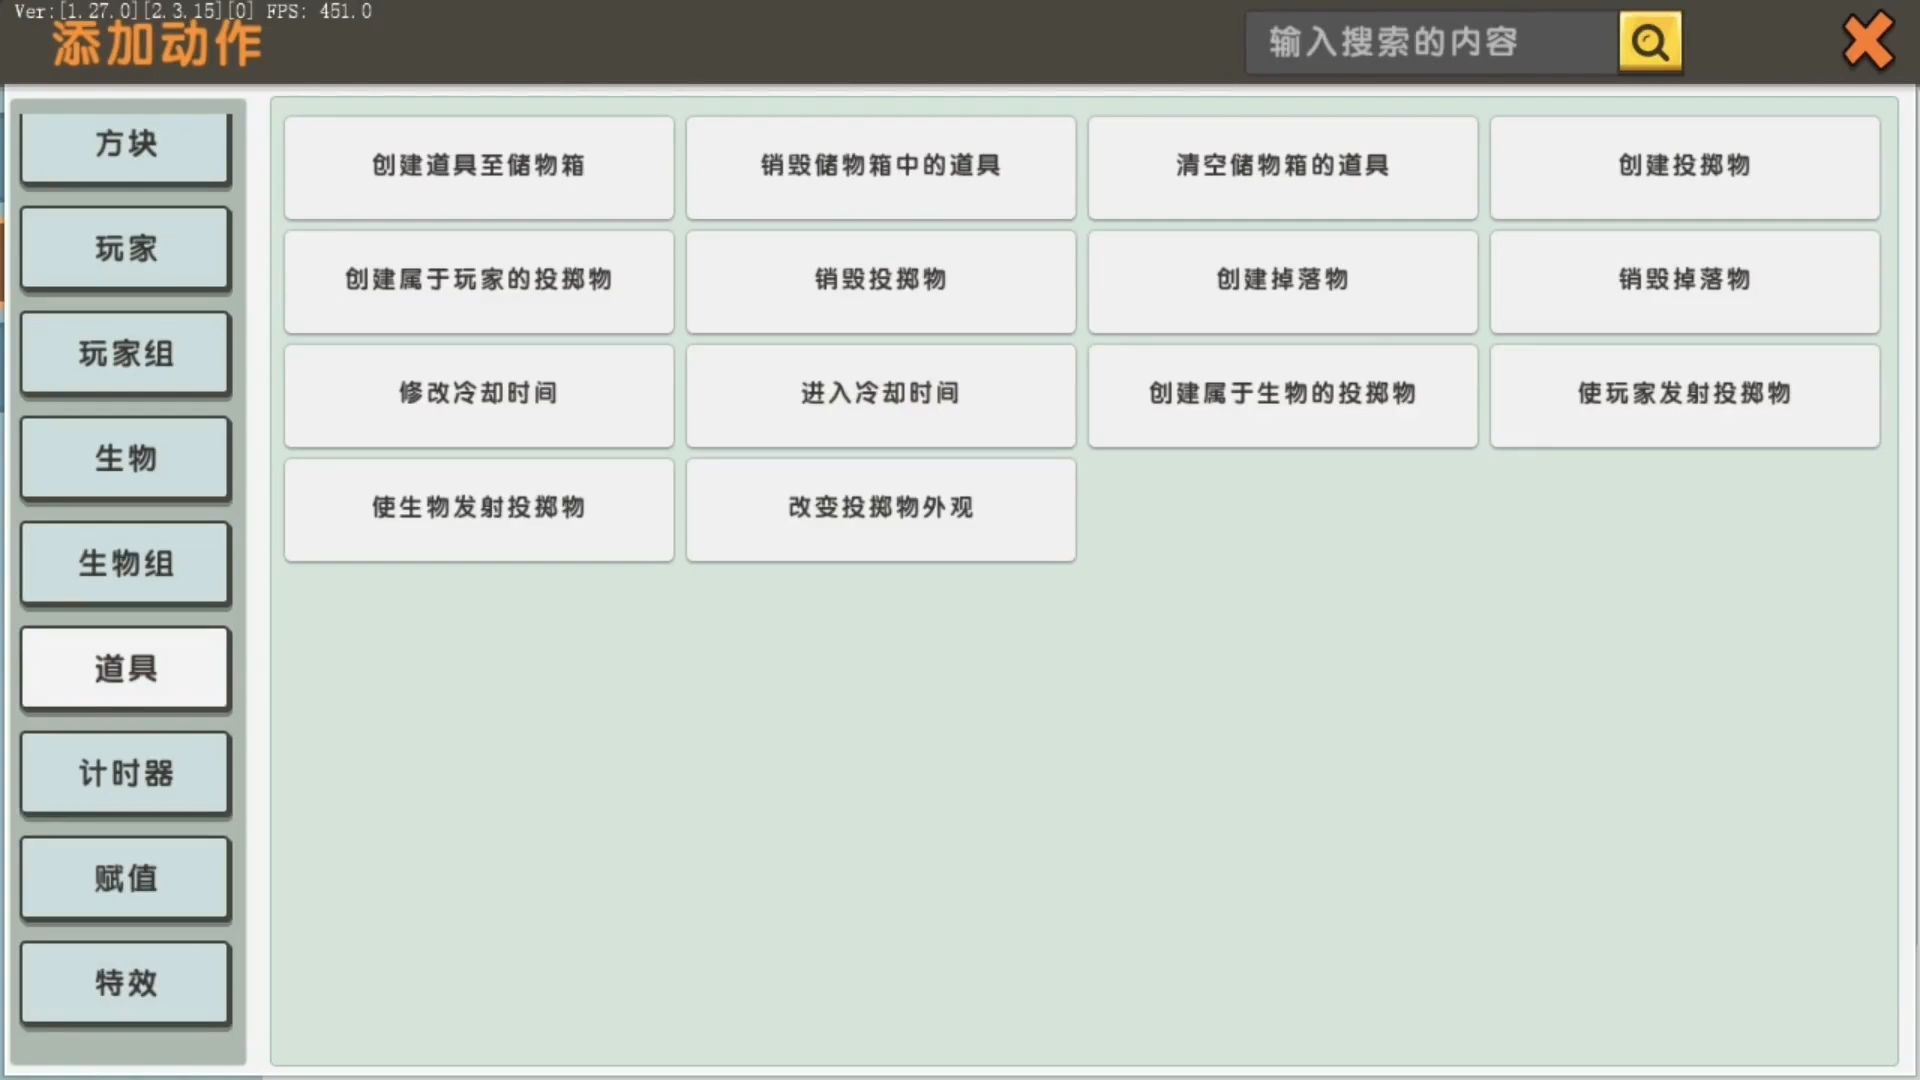 Ver:[1.27.0][2.3.15][0] FPS: 451.0
添加动作
输入搜索的内容
方块
玩家
玩家组
生物
生物组
道具
计时器
赋值
特效
创建道具至储物箱
销毁储物箱中的道具
清空储物箱的道具
创建投掷物
创建属于玩家的投掷物
销毁投掷物
创建掉落物
销毁掉落物
修改冷却时间
进入冷却时间
创建属于生物的投掷物
使玩家发射投掷物
使生物发射投掷物
改变投掷物外观